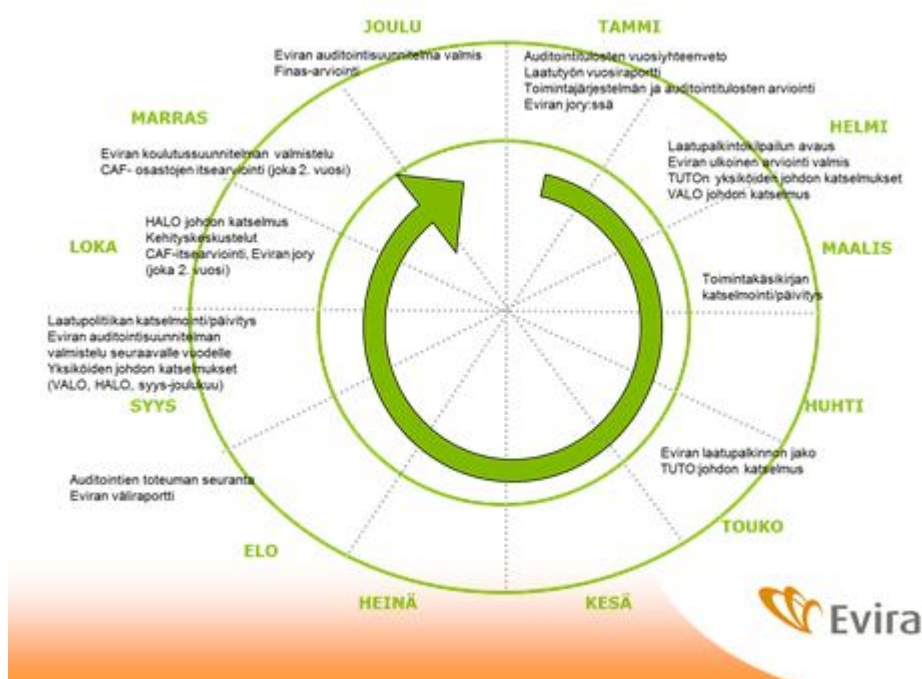 JOULU
Eviran auditointisuunnitelma valmis
Finas-arviointi
TAMMI
Auditointitulosten vuosiyhteenveto
Laatutyön vuosiraportti
Toimintajärjestelmän ja auditointitulosten arviointi
Eviran jory:ssä
HELMI
Laatupalkintokilpailun avaus
Eviran ulkoinen arviointi valmis
TUTOn yksiköiden johdon katselmukset
VALO johdon katselmus
MAALIS
Toimintakäsikirjan
katselmointi/päivitys
HUHTI
Eviran laatupalkinnon jako
TUTO:johdon katselmus
TOUKO
KESÄ
HEINÄ
ELO
Auditointien toteuman seuranta
Eviran väliraportti
SYYS
Laatupolitiikan katselmointi/päivitys
Eviran auditointisuunnitelman
valmistelu seuraavalle vuodelle
Yksiköiden johdon katselmukset
(VALO, HALO, syys-joulukuu)
LOKA
HALO johdon katselmus
Kehityskeskustelut
CAF-itsearviointi, Eviran jory
(joka 2. vuosi)
MARRAS
Eviran koulutussuunnitelman valmistelu
CAF- osastojen itsearviointi (joka 2. vuosi)
Evira